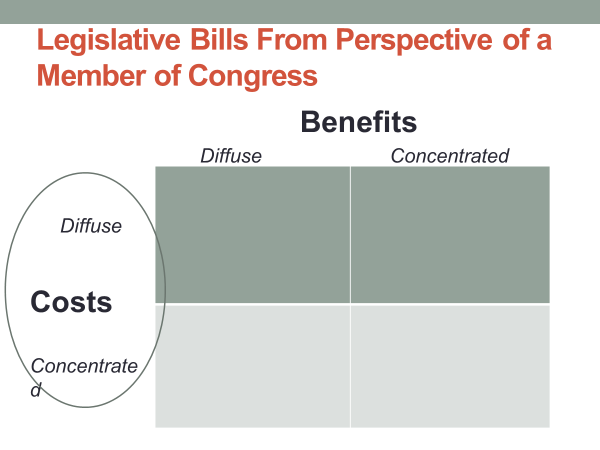 Legislative Bills From Perspective of a
Member of Congress
Benefits
Diffuse Concentrated
Diffuse
Costs
Concentrate
d